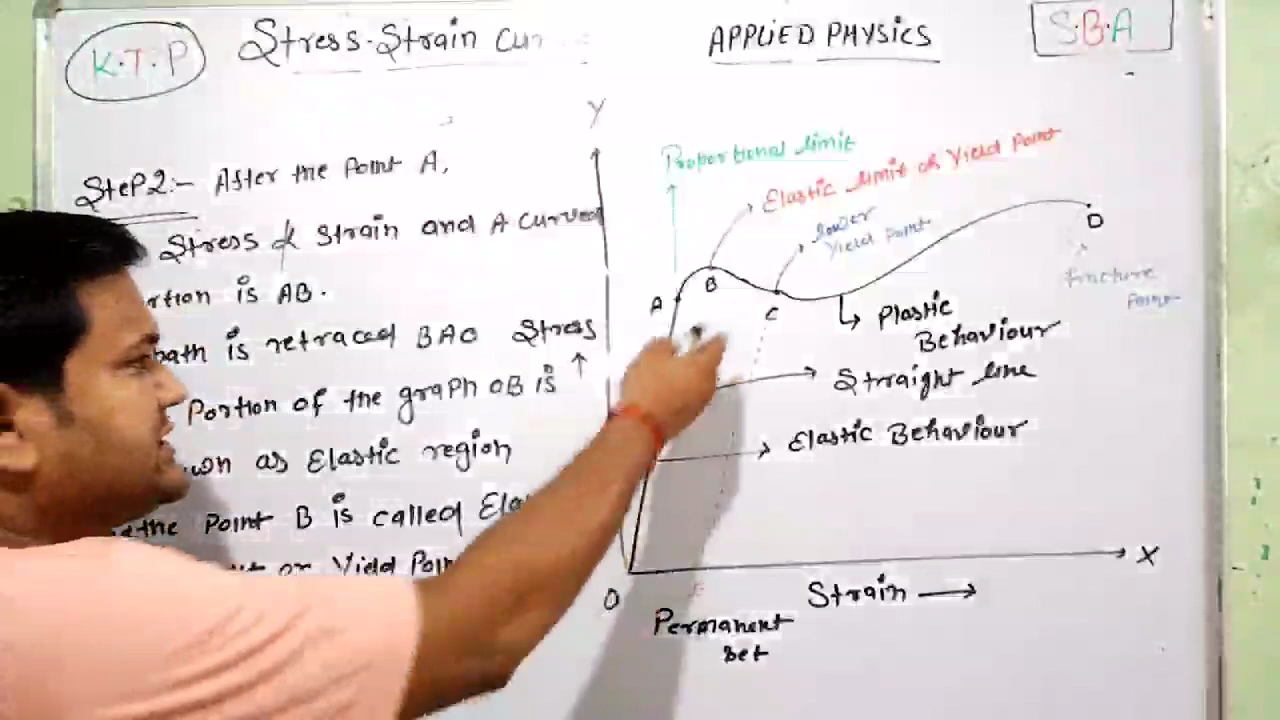 K.T.P
Stress-Strain Cur
APPLIED PHYSICS
S.B.A
SteP2:- After the Point A,
Stress & Strain and A curved
rtion is AB.
path is retraced BAO
Portion of the graph OB is
wn as Elastic region
the Point B is called Ela
or Yield Poin
Y
Proportional limit
Elastic limit or Yield Point
lower
Yield Point
A
B
C
D
fracture
Point
Plastic
Behaviour
Stress
Straight line
Elastic Behaviour
X
O
Strain
Permanent
Set